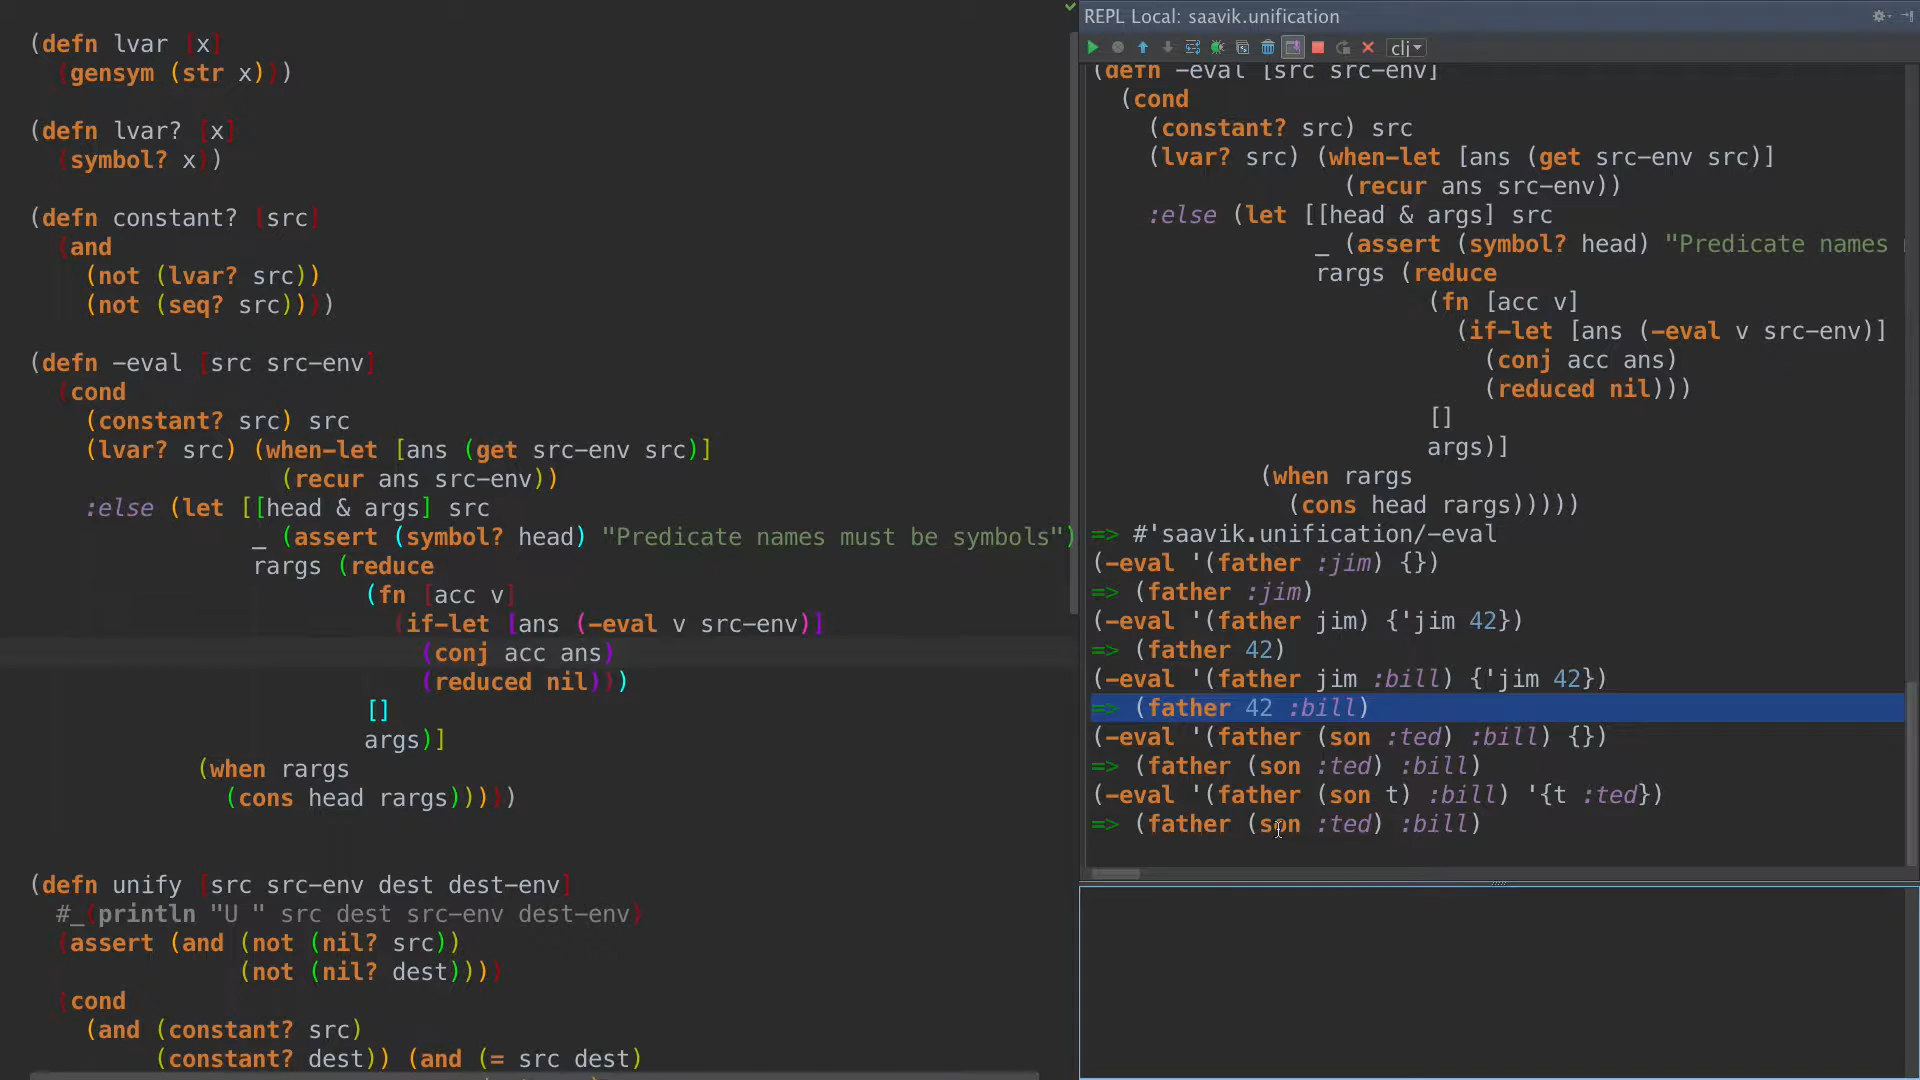 (defn lvar [x]
  (gensym (str x)))
(defn lvar? [x]
  (symbol? x))
(defn constant? [src]
  (and
    (not (lvar? src))
    (not (seq? src))))
(defn -eval [src src-env]
  (cond
    (constant? src) src
    (lvar? src) (when-let [ans (get src-env src)]
                  (recur ans src-env))
    :else (let [[head & args] src
                _ (assert (symbol? head) "Predicate names must be symbols")
                rargs (reduce
                        (fn [acc v]
                          (if-let [ans (-eval v src-env)]
                            (conj acc ans)
                            (reduced nil)))
                        []
                        args)]
            (when rargs
              (cons head rargs)))))
(defn unify [src src-env dest dest-env]
  #_(println "U " src dest src-env dest-env)
  (assert (and (not (nil? src))
               (not (nil? dest))))
  (cond
    (and (constant? src)
         (constant? dest)) (and (= src dest)
REPL Local: saavik.unification
clj
(defn -eval [src src-env]
  (cond
    (constant? src) src
    (lvar? src) (when-let [ans (get src-env src)]
                  (recur ans src-env))
    :else (let [[head & args] src
                _ (assert (symbol? head) "Predicate names
                rargs (reduce
                        (fn [acc v]
                          (if-let [ans (-eval v src-env)]
                            (conj acc ans)
                            (reduced nil)))
                        []
                        args)]
            (when rargs
              (cons head rargs)))))
=> #'saavik.unification/-eval
(-eval '(father :jim) {})
=> (father :jim)
(-eval '(father jim) {'jim 42})
=> (father 42)
(-eval '(father jim :bill) {'jim 42})
=> (father 42 :bill)
(-eval '(father (son :ted) :bill) {})
=> (father (son :ted) :bill)
(-eval '(father (son t) :bill) '{t :ted})
=> (father (son :ted) :bill)